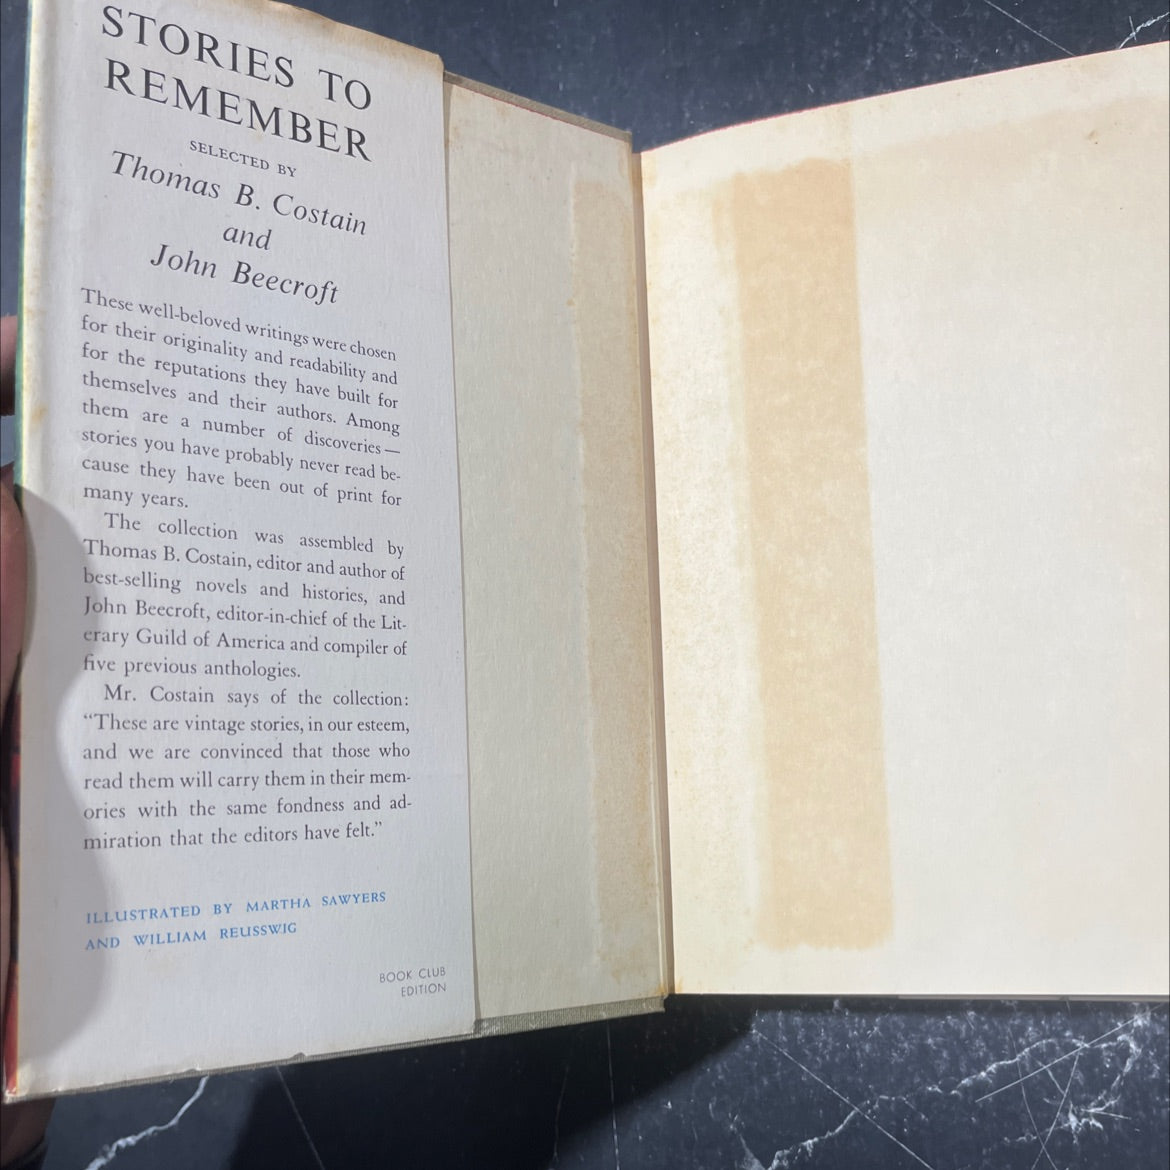 STORIES TO
REMEMBER
SELECTED BY
Thomas B. Costain
and
John Beecroft
These well-beloved writings were chosen
for their originality and readability and
for the reputations they have built for
themselves and their authors. Among
them are a number of discoveries —
stories you have probably never read be-
cause they have been out of print for
many years.
The collection was assembled by
Thomas B. Costain, editor and author of
best-selling novels and histories, and
John Beecroft, editor-in-chief of the Lit-
erary Guild of America and compiler of
five previous anthologies.
Mr. Costain says of the collection:
“These are vintage stories, in our esteem,
and we are convinced that those who
read them will carry them in their mem-
ories with the same fondness and ad-
miration that the editors have felt.”
ILLUSTRATED BY MARTHA SAWYERS
AND WILLIAM REUSSWIG
BOOK CLUB
EDITION